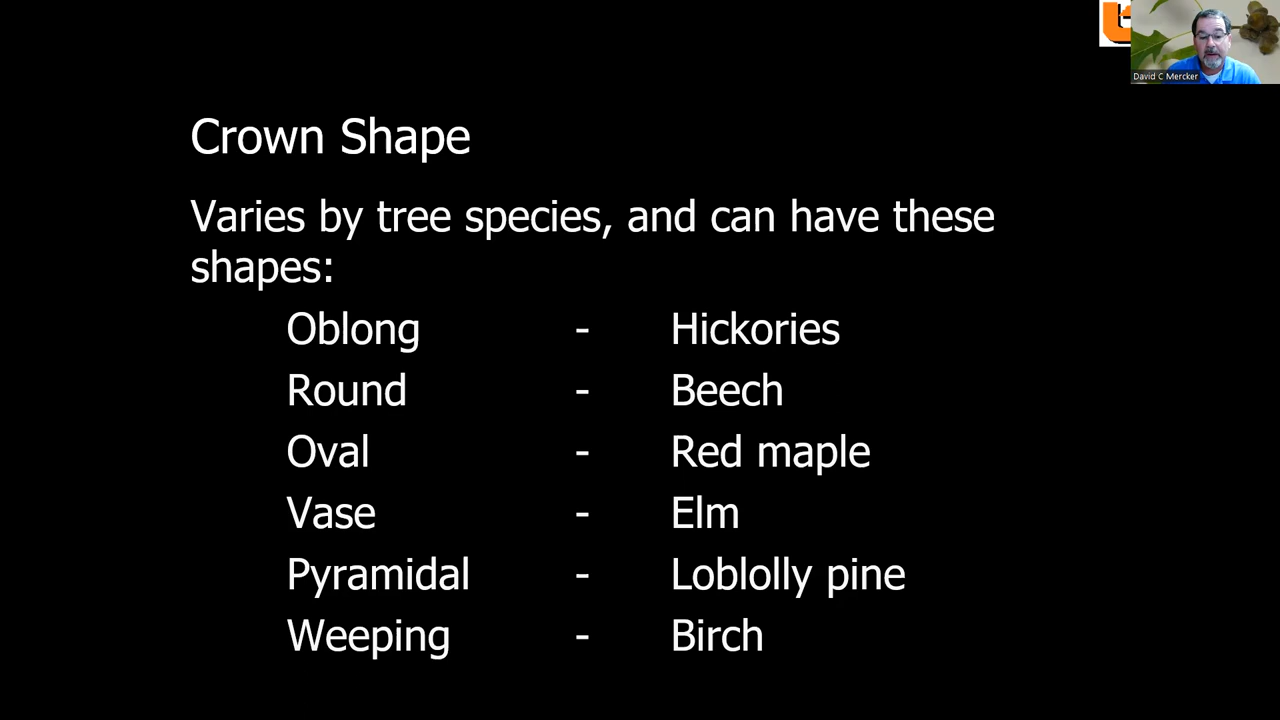 David C Mercker
Crown Shape
Varies by tree species, and can have these
shapes:
Oblong - Hickories
Round - Beech
Oval - Red maple
Vase - Elm
Pyramidal - Loblolly pine
Weeping - Birch